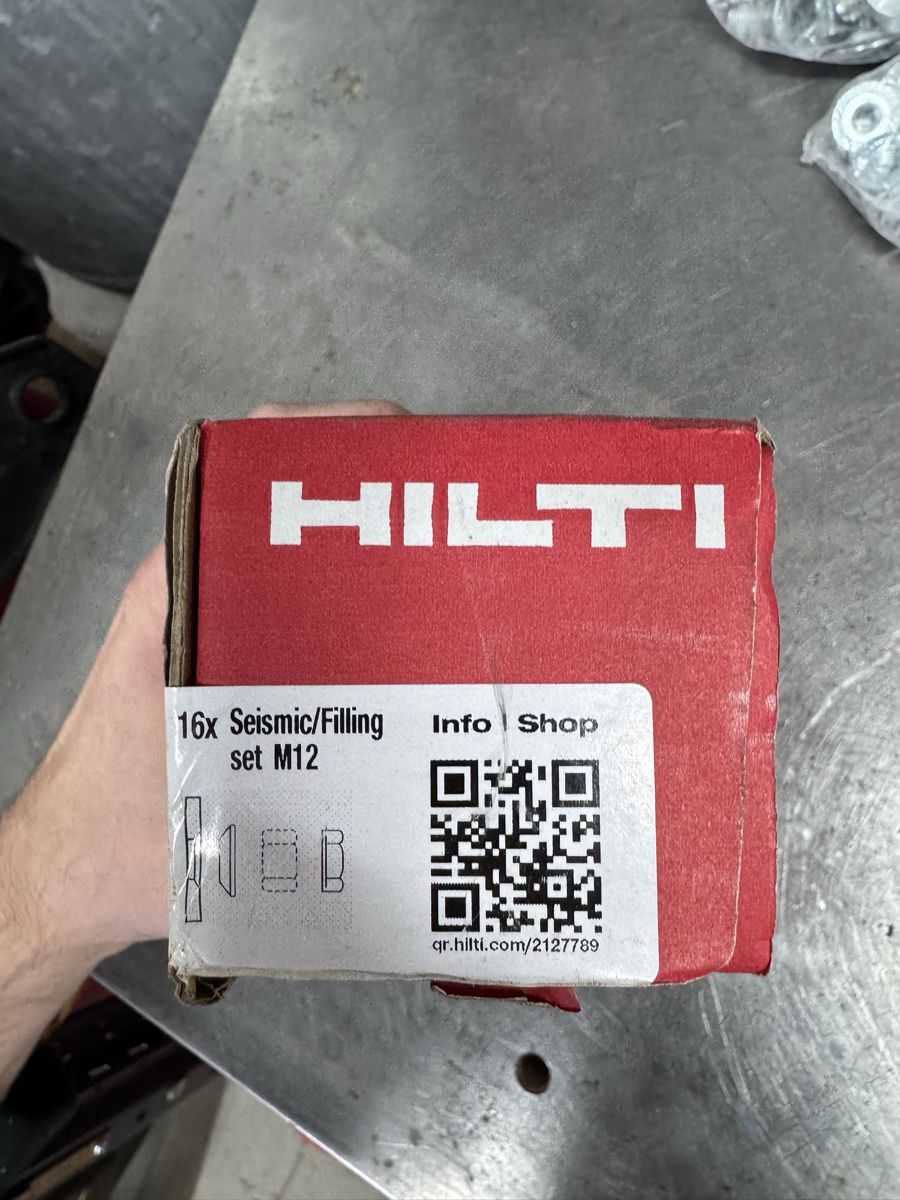 HILTI
16x Seismic/Filling
set M12
Info | Shop
qr.hilti.com/2127789